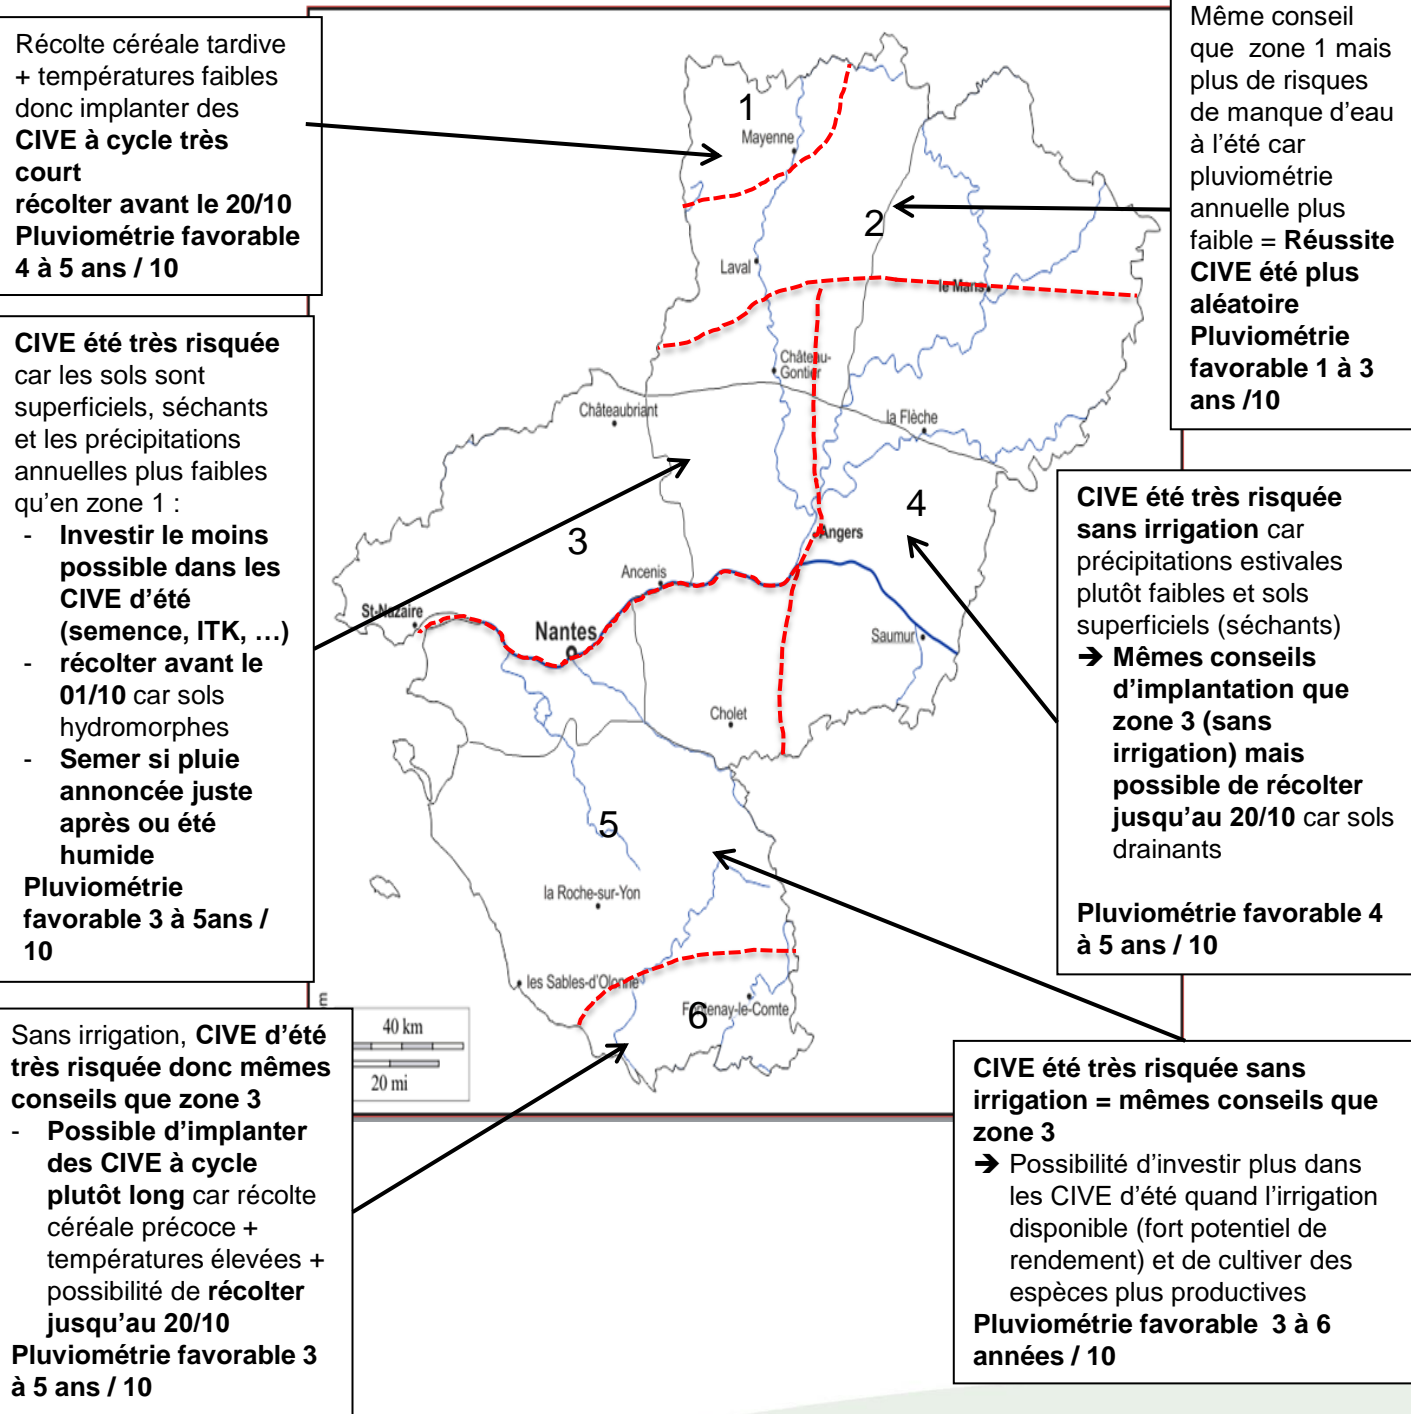 Récolte céréale tardive
+ températures faibles
donc implanter des
CIVE à cycle très
court
récolter avant le 20/10
Pluviométrie favorable
4 à 5 ans / 10
Même conseil
que zone 1 mais
plus de risques
de manque d'eau
à l'été car
pluviométrie
annuelle plus
faible = Réussite
CIVE été plus
aléatoire
Pluviométrie
favorable 1 à 3
ans /10
CIVE été très risquée
car les sols sont
superficiels, séchants
et les précipitations
annuelles plus faibles
qu'en zone 1 :
- Investir le moins
possible dans les
CIVE d'été
(semence, ITK, …)
- récolter avant le
01/10 car sols
hydromorphes
- Semer si pluie
annoncée juste
après ou été
humide
Pluviométrie
favorable 3 à 5ans /
10
CIVE été très risquée
sans irrigation car
précipitations estivales
plutôt faibles et sols
superficiels (séchants)
➔ Mêmes conseils
d'implantation que
zone 3 (sans
irrigation) mais
possible de récolter
jusqu'au 20/10 car sols
drainants
Pluviométrie favorable 4
à 5 ans / 10
Sans irrigation, CIVE d'été
très risquée donc mêmes
conseils que zone 3
- Possible d'implanter
des CIVE à cycle
plutôt long car récolte
céréale précoce +
températures élevées +
possibilité de récolter
jusqu'au 20/10
Pluviométrie favorable 3
à 5 ans / 10
CIVE été très risquée sans
irrigation = mêmes conseils que
zone 3
➔ Possibilité d'investir plus dans
les CIVE d'été quand l'irrigation
disponible (fort potentiel de
rendement) et de cultiver des
espèces plus productives
Pluviométrie favorable 3 à 6
années / 10
1
Mayenne
2
Laval
le Mans
Château-
Gontier
Châteaubriant
la Flèche
4
3
Angers
Ancenis
St-Nazaire
Nantes
Saumur
Cholet
5
la Roche-sur-Yon
les Sables-d'Olonne
Fontenay-le-Comte
6
m
40 km
20 mi